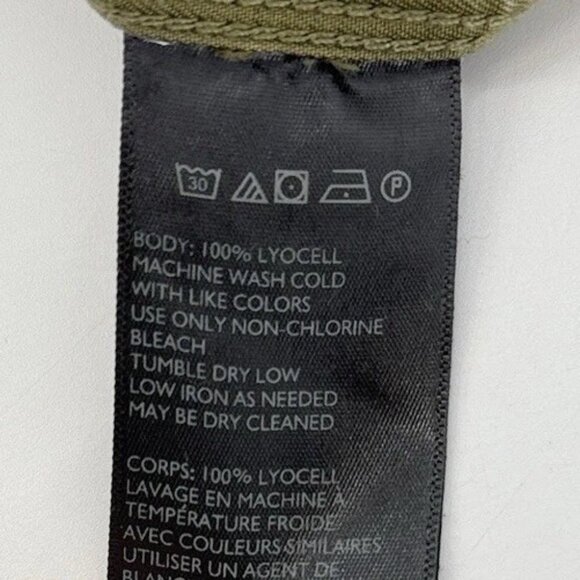 30 P
BODY: 100% LYOCELL
MACHINE WASH COLD
WITH LIKE COLORS
USE ONLY NON-CHLORINE
BLEACH
TUMBLE DRY LOW
LOW IRON AS NEEDED
MAY BE DRY CLEANED
CORPS: 100% LYOCELL
LAVAGE EN MACHINE À
TEMPÉRATURE FROIDE
AVEC COULEURS SIMILAIRES
UTILISER UN AGENT DE